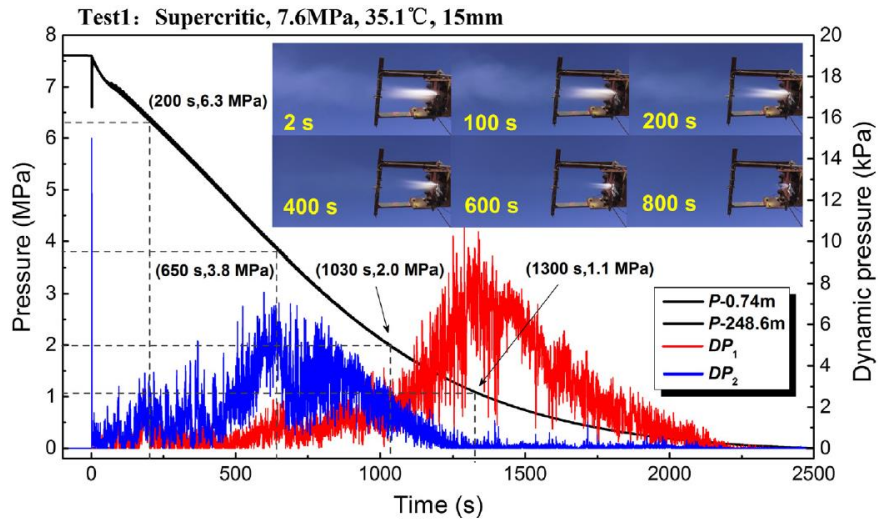 Test1: Supercritic, 7.6MPa, 35.1℃, 15mm
Pressure (MPa)
8
7
6
5
4
3
2
1
0
Dynamic pressure (kPa)
20
18
16
14
12
10
8
6
4
2
0
2 s
100 s
200 s
400 s
600 s
800 s
(200 s,6.3 MPa)
(650 s,3.8 MPa)
(1030 s,2.0 MPa)
(1300 s,1.1 MPa)
P-0.74m
P-248.6m
DP1
DP2
0 500 1000 1500 2000 2500
Time (s)